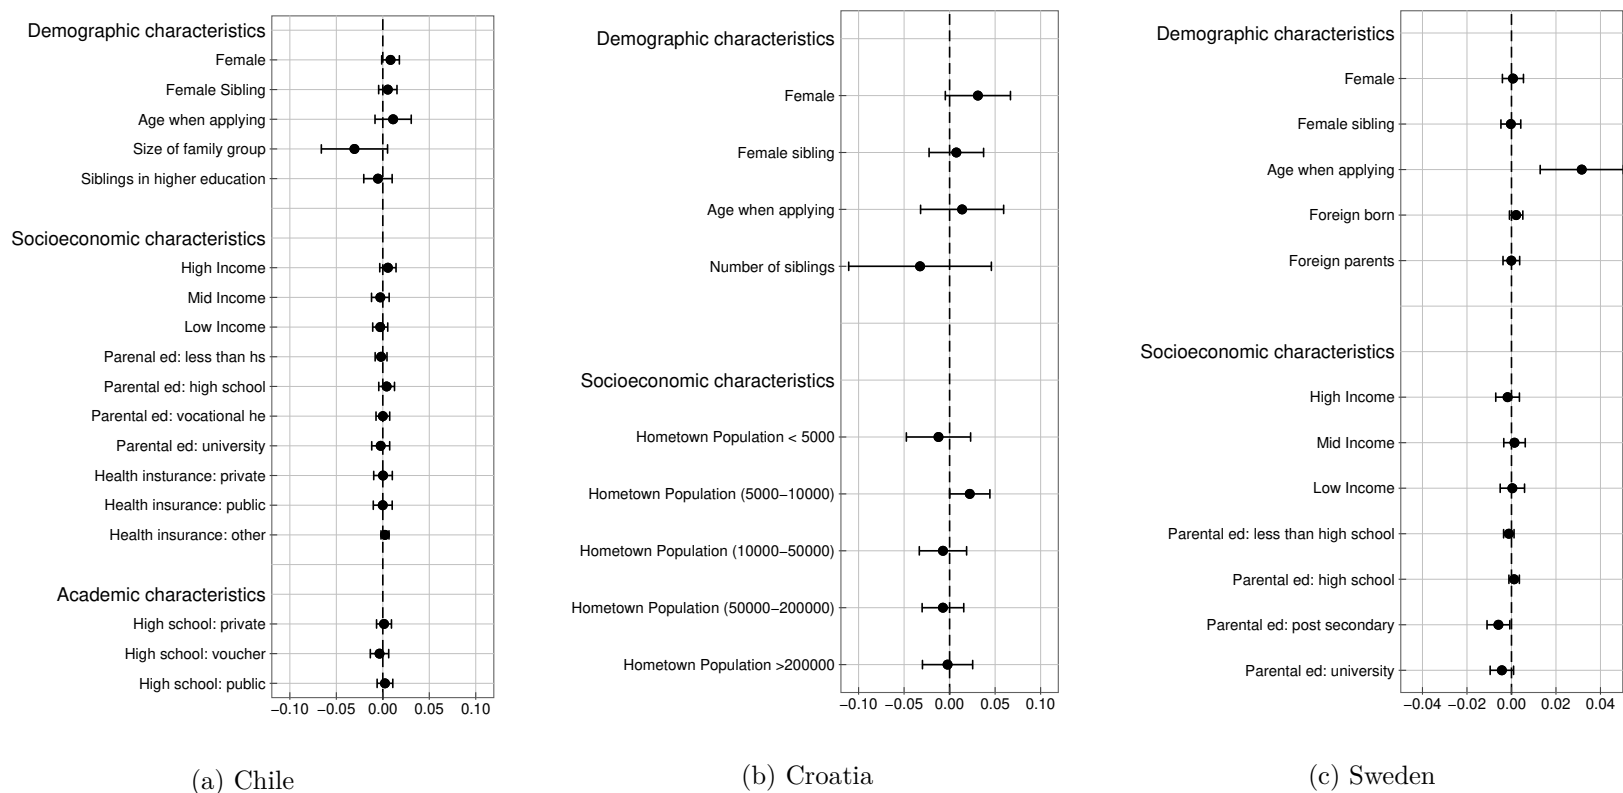 Demographic characteristics
Female
Female Sibling
Age when applying
Size of family group
Siblings in higher education
Socioeconomic characteristics
High Income
Mid Income
Low Income
Parenal ed: less than hs
Parental ed: high school
Parental ed: vocational he
Parental ed: university
Health insturance: private
Health insurance: public
Health insurance: other
Academic characteristics
High school: private
High school: voucher
High school: public
−0.10 −0.05 0.00 0.05 0.10
(a) Chile
Demographic characteristics
Female
Female sibling
Age when applying
Number of siblings
Socioeconomic characteristics
Hometown Population < 5000
Hometown Population (5000−10000)
Hometown Population (10000−50000)
Hometown Population (50000−200000)
Hometown Population >200000
−0.10 −0.05 0.00 0.05 0.10
(b) Croatia
Demographic characteristics
Female
Female sibling
Age when applying
Foreign born
Foreign parents
Socioeconomic characteristics
High Income
Mid Income
Low Income
Parental ed: less than high school
Parental ed: high school
Parental ed: post secondary
Parental ed: university
−0.04 −0.02 0.00 0.02 0.04
(c) Sweden